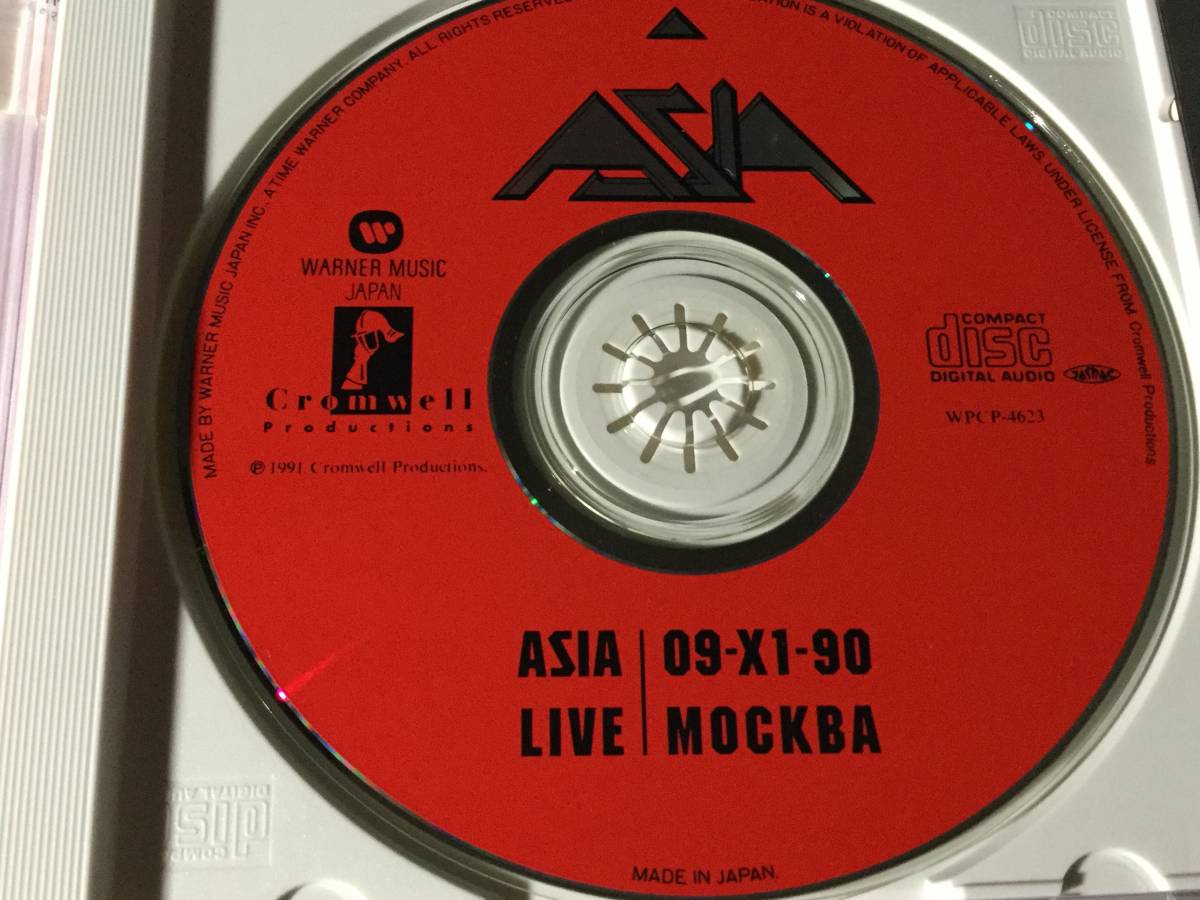 ASIA
MADE BY WARNER MUSIC JAPAN INC., A TIME WARNER COMPANY. ALL RIGHTS RESERVED
IS A VIOLATION OF APPLICABLE LAWS. UNDER LICENSE FROM Cromwell Productions
COMPACT
disc
DIGITAL AUDIO
WARNER MUSIC
JAPAN
Cromwell
Productions
℗ 1991 Cromwell Productions.
COMPACT
disc
DIGITAL AUDIO
JASRAC
WPCP-4623
ASIA | 09-X1-90
LIVE | MOCKBA
MADE IN JAPAN.
disc